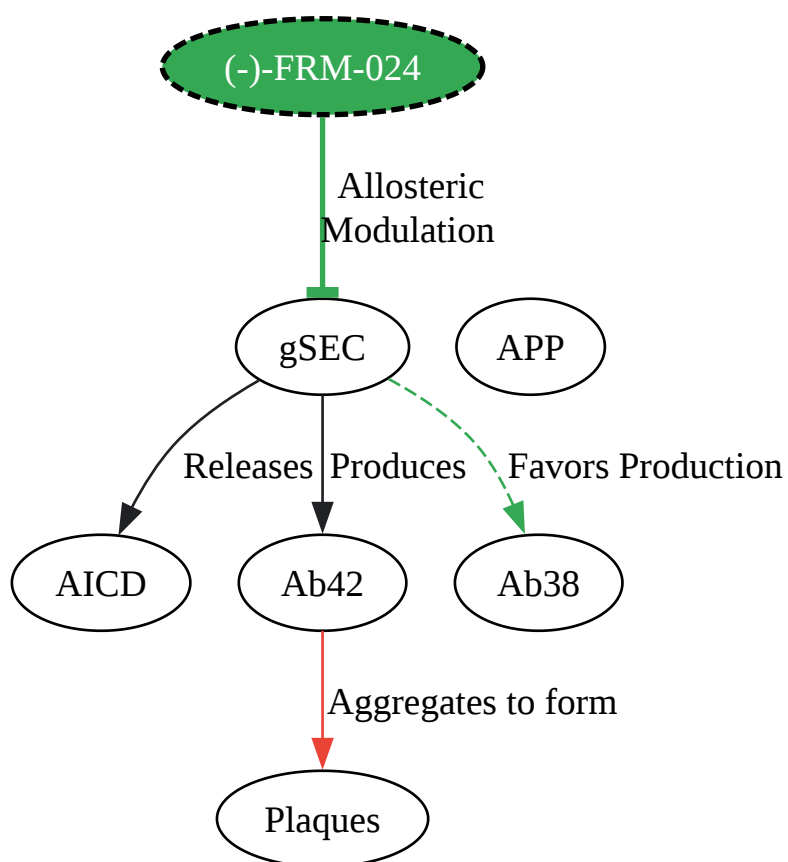 (-)-FRM-024
Allosteric
Modulation
gSEC
APP
Releases
Produces
Favors Production
AICD
Ab42
Ab38
Aggregates to form
Plaques